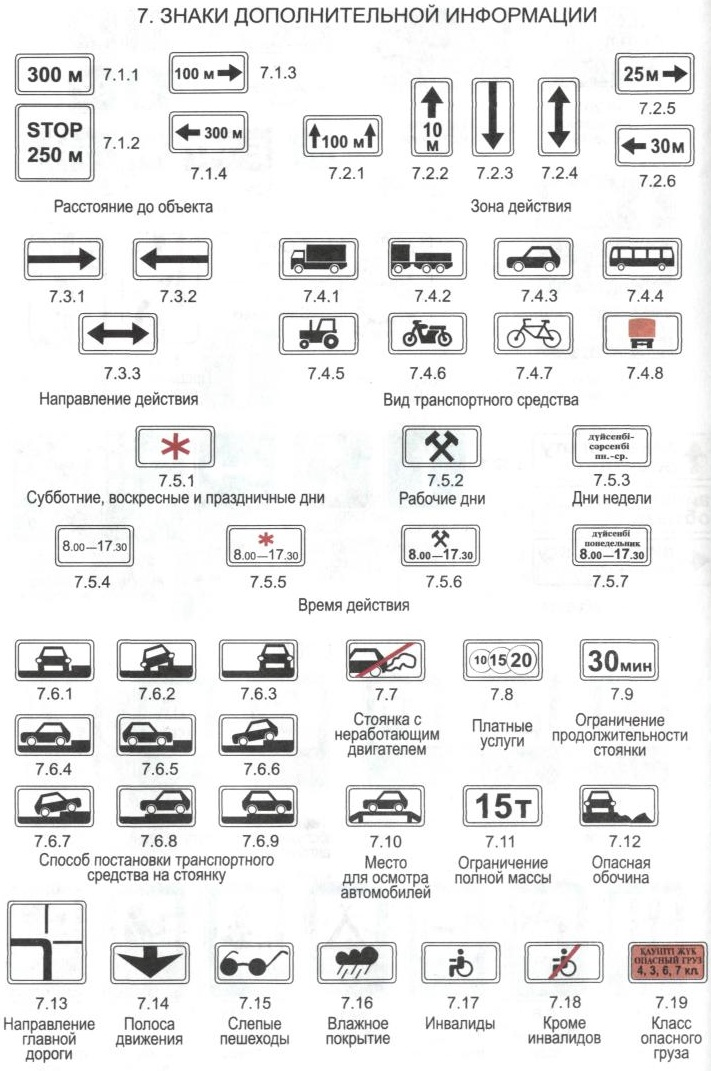 7. ЗНАКИ ДОПОЛНИТЕЛЬНОЙ ИНФОРМАЦИИ
300 м
7.1.1
100 м
7.1.3
STOP
250 м
7.1.2
300 м
7.1.4
100 м
7.2.1
10
м
7.2.2
7.2.3
7.2.4
25 м
7.2.5
30 м
7.2.6
Расстояние до объекта
Зона действия
7.3.1
7.3.2
7.3.3
Направление действия
7.4.1
7.4.2
7.4.3
7.4.4
7.4.5
7.4.6
7.4.7
7.4.8
Вид транспортного средства
7.5.1
Субботние, воскресные и праздничные дни
7.5.2
Рабочие дни
дүйсенбі-
сәрсенбі
пн.-ср.
7.5.3
Дни недели
8.00—17.30
7.5.4
8.00—17.30
7.5.5
8.00—17.30
7.5.6
дүйсенбі
понедельник
8.00—17.30
7.5.7
Время действия
7.6.1
7.6.2
7.6.3
7.6.4
7.6.5
7.6.6
7.6.7
7.6.8
7.6.9
Способ постановки транспортного
средства на стоянку
7.7
Стоянка с
неработающим
двигателем
10 15 20
7.8
Платные
услуги
30 мин
7.9
Ограничение
продолжительности
стоянки
7.10
Место
для осмотра
автомобилей
15т
7.11
Ограничение
полной массы
7.12
Опасная
обочина
7.13
Направление
главной
дороги
7.14
Полоса
движения
7.15
Слепые
пешеходы
7.16
Влажное
покрытие
7.17
Инвалиды
7.18
Кроме
инвалидов
ҚАУІПТІ ЖҮК
ОПАСНЫЙ ГРУЗ
4, 3, 6, 7 кл.
7.19
Класс
опасного
груза